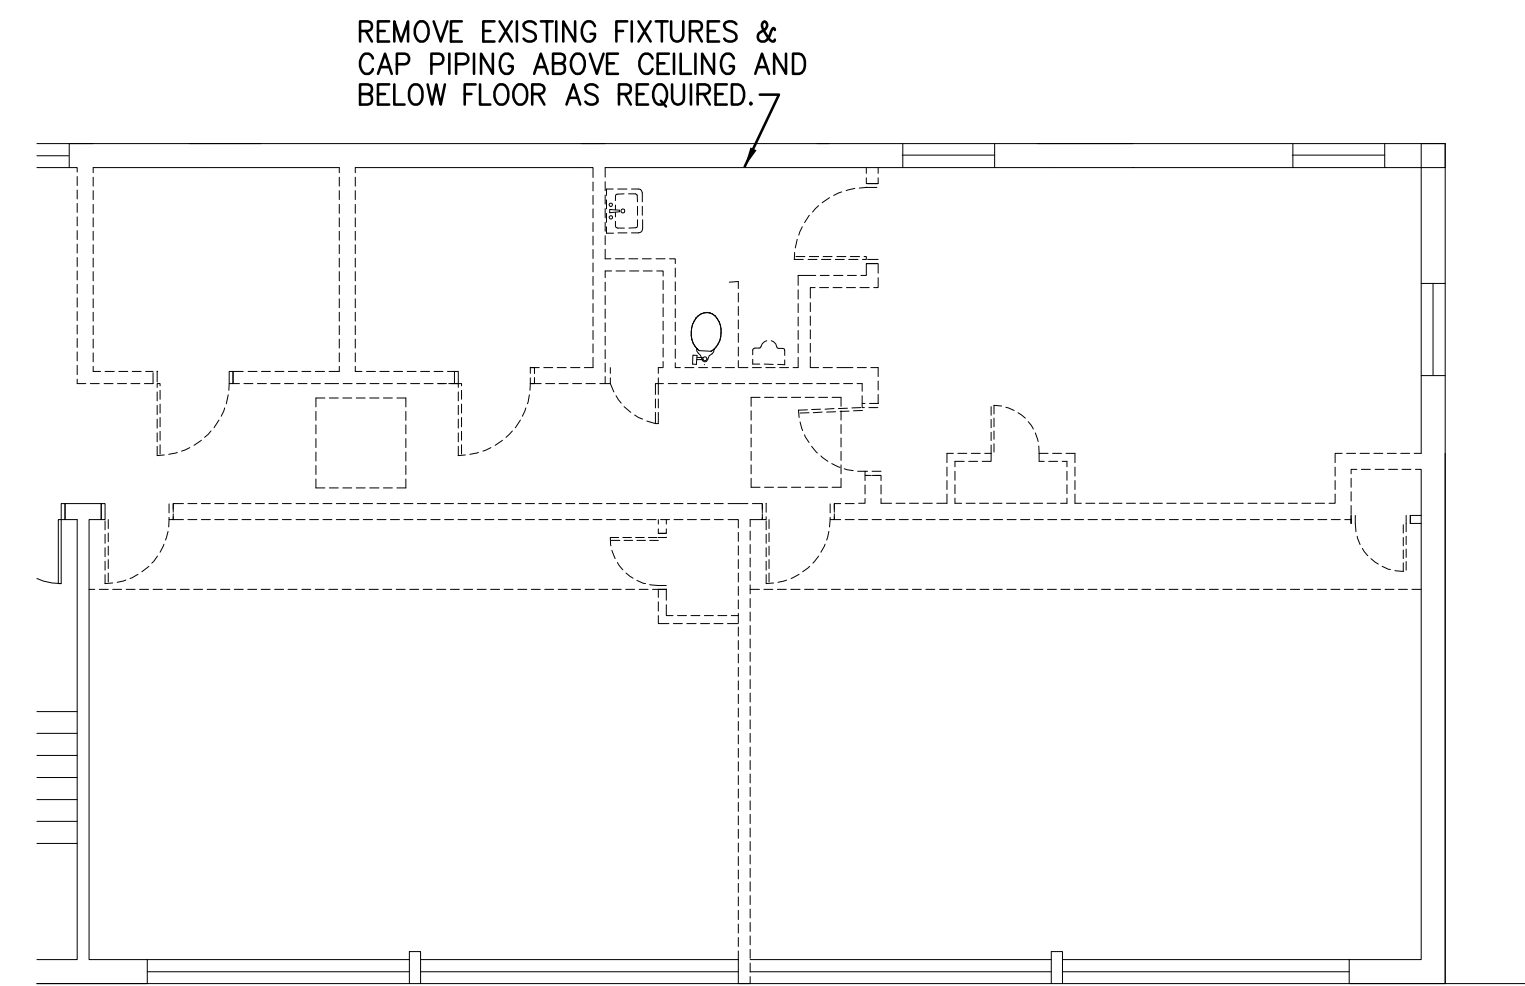 REMOVE EXISTING FIXTURES &
CAP PIPING ABOVE CEILING AND
BELOW FLOOR AS REQUIRED.